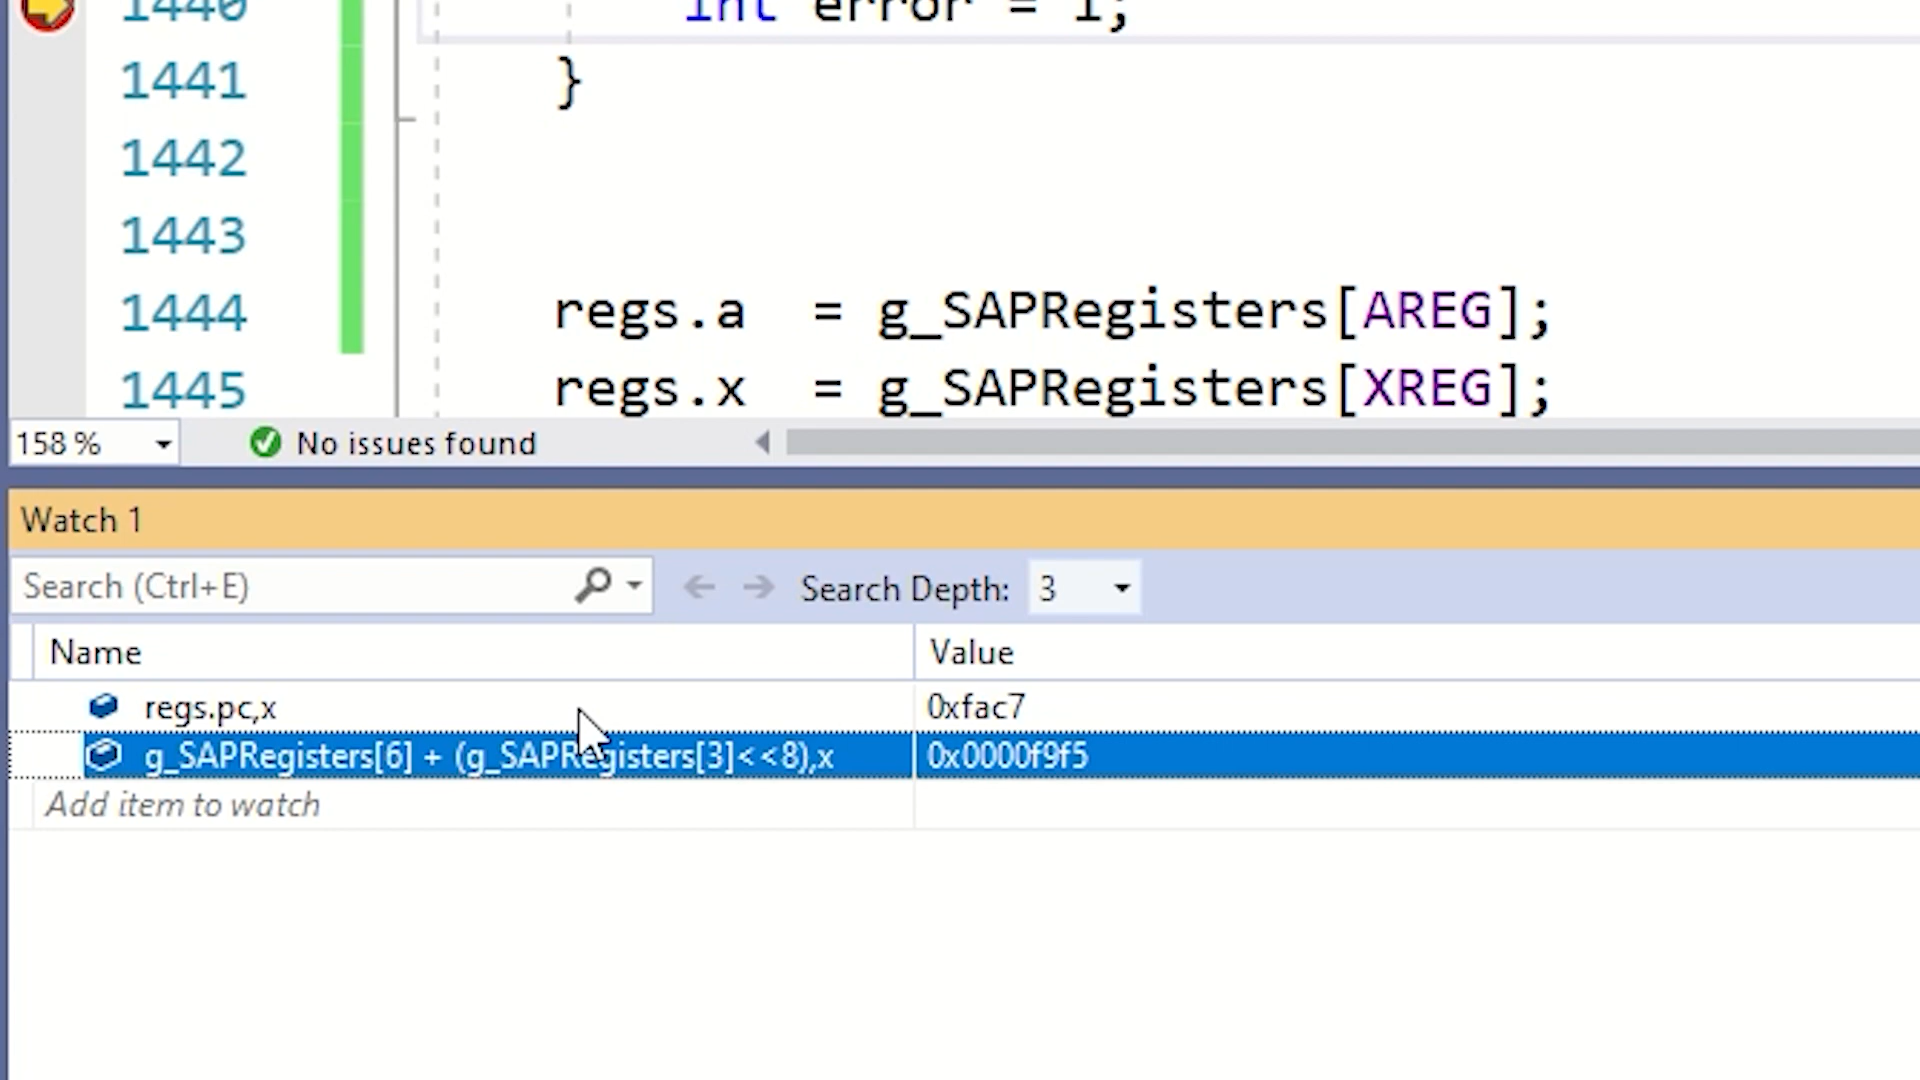 1440 int error = 1;
1441 }
1442
1443
1444 regs.a = g_SAPRegisters[AREG];
1445 regs.x = g_SAPRegisters[XREG];
158 % No issues found
Watch 1
Search (Ctrl+E) Search Depth: 3
Name Value
regs.pc,x 0xfac7
g_SAPRegisters[6] + (g_SAPRegisters[3]<<8),x 0x0000f9f5
Add item to watch